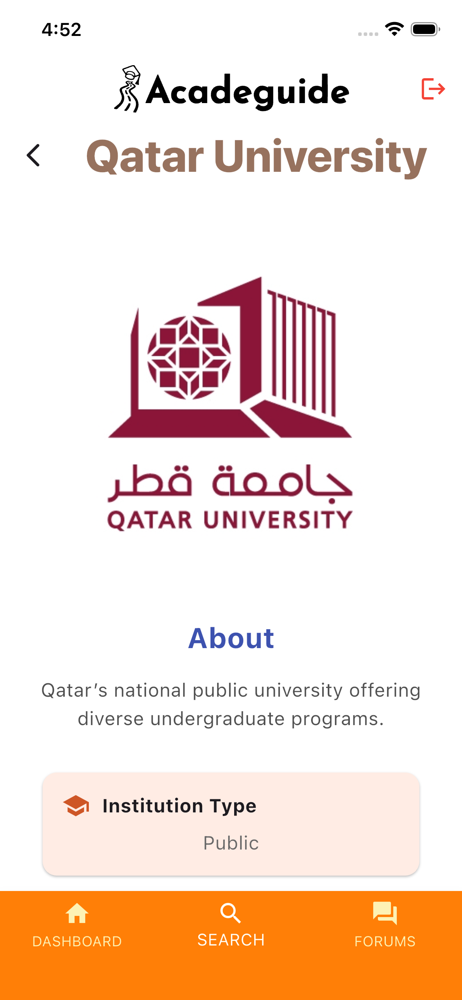 4:52
Acadeguide
Qatar University
جامعة قطر
QATAR UNIVERSITY
About
Qatar’s national public university offering
diverse undergraduate programs.
Institution Type
Public
DASHBOARD
SEARCH
FORUMS